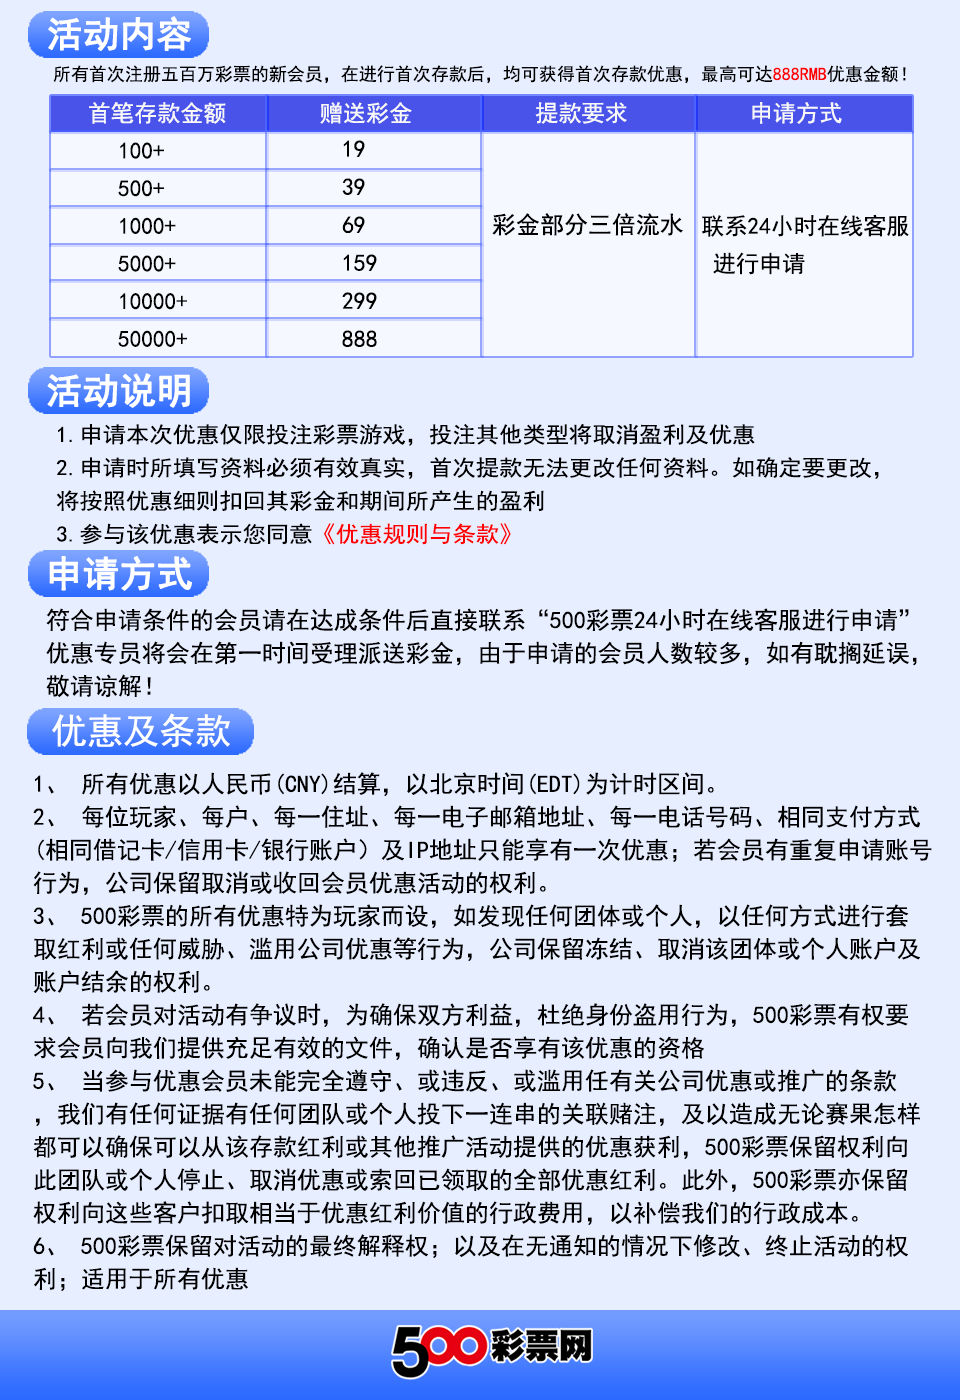 活动内容
所有首次注册五百万彩票的新会员，在进行首次存款后，均可获得首次存款优惠，最高可达888RMB优惠金额！
首笔存款金额 赠送彩金 提款要求 申请方式
100+ 19
500+ 39
1000+ 69
彩金部分三倍流水 联系24小时在线客服
进行申请
5000+ 159
10000+ 299
50000+ 888
活动说明
1.申请本次优惠仅限投注彩票游戏，投注其他类型将取消盈利及优惠
2.申请时所填写资料必须有效真实，首次提款无法更改任何资料。如确定要更改，
将按照优惠细则扣回其彩金和期间所产生的盈利
3.参与该优惠表示您同意《优惠规则与条款》
申请方式
符合申请条件的会员请在达成条件后直接联系“500彩票24小时在线客服进行申请”
优惠专员将会在第一时间受理派送彩金，由于申请的会员人数较多，如有耽搁延误，
敬请谅解！
优惠及条款
1、 所有优惠以人民币(CNY)结算，以北京时间(EDT)为计时区间。
2、 每位玩家、每户、每一住址、每一电子邮箱地址、每一电话号码、相同支付方式
(相同借记卡/信用卡/银行账户) 及IP地址只能享有一次优惠；若会员有重复申请账号
行为，公司保留取消或收回会员优惠活动的权利。
3、 500彩票的所有优惠特为玩家而设，如发现任何团体或个人，以任何方式进行套
取红利或任何威胁、滥用公司优惠等行为，公司保留冻结、取消该团体或个人账户及
账户结余的权利。
4、 若会员对活动有争议时，为确保双方利益，杜绝身份盗用行为，500彩票有权要
求会员向我们提供充足有效的文件，确认是否享有该优惠的资格
5、 当参与优惠会员未能完全遵守、或违反、或滥用任有关公司优惠或推广的条款
，我们有任何证据有任何团队或个人投下一连串的关联赌注，及以造成无论赛果怎样
都可以确保可以从该存款红利或其他推广活动提供的优惠获利，500彩票保留权利向
此团队或个人停止、取消优惠或索回已领取的全部优惠红利。此外，500彩票亦保留
权利向这些客户扣取相当于优惠红利价值的行政费用，以补偿我们的行政成本。
6、 500彩票保留对活动的最终解释权；以及在无通知的情况下修改、终止活动的权
利；适用于所有优惠
500彩票网